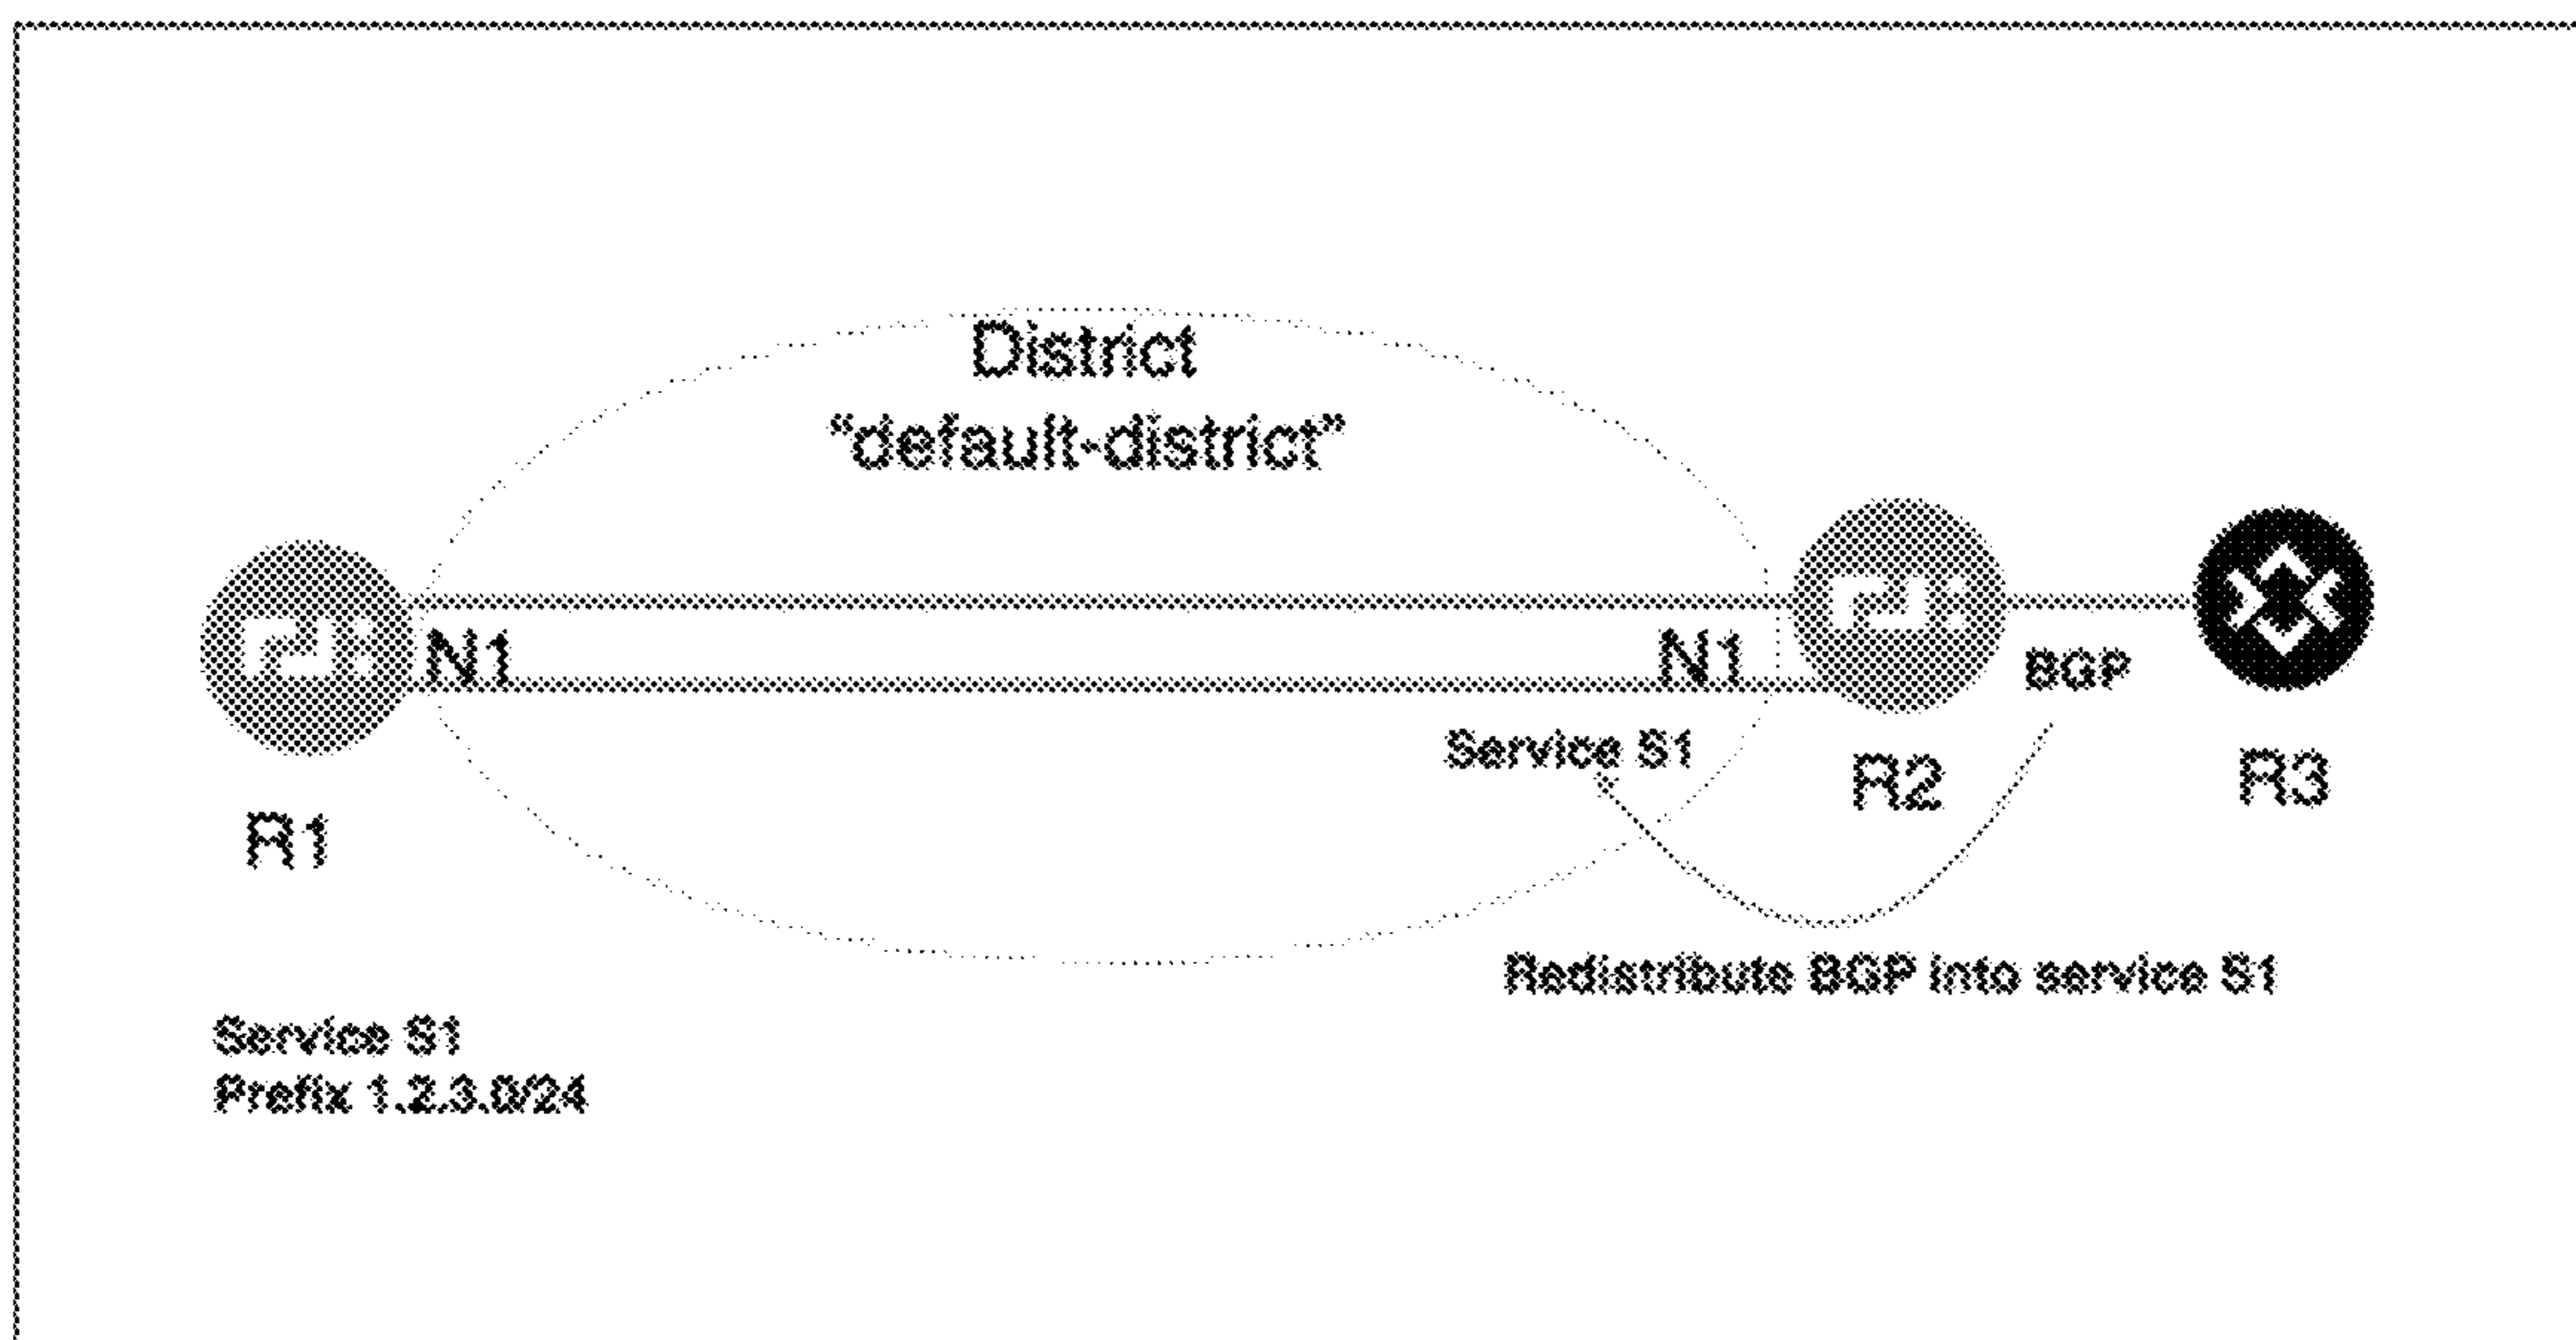 District
“default-district”
N1
N1
BGP
Service S1
R2
R3
R1
Redistribute BGP into service S1
Service S1
Prefix 1.2.3.0/24